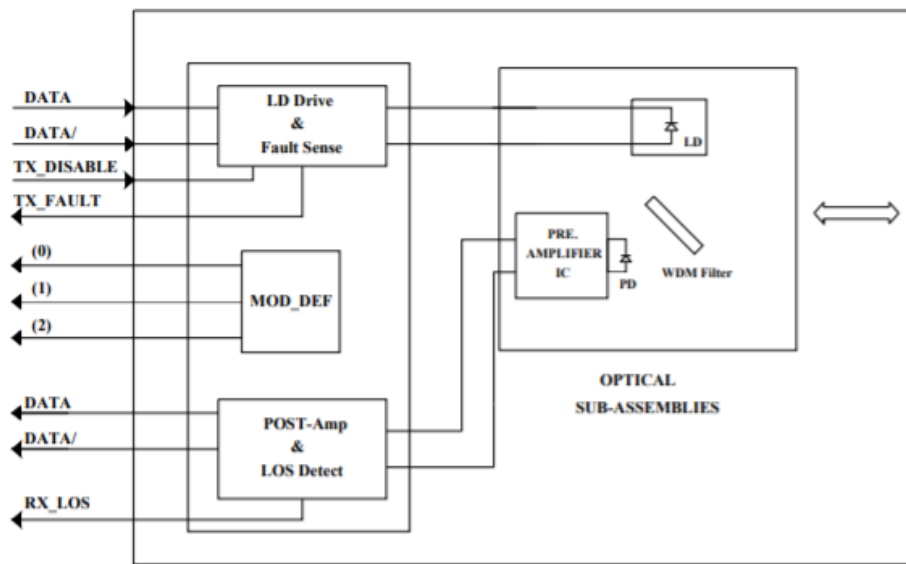 DATA
DATA/
TX_DISABLE
TX_FAULT
(0)
(1)
(2)
DATA
DATA/
RX_LOS
LD Drive
&
Fault Sense
MOD_DEF
POST-Amp
&
LOS Detect
LD
PRE.
AMPLIFIER
IC
PD
WDM Filter
OPTICAL
SUB-ASSEMBLIES